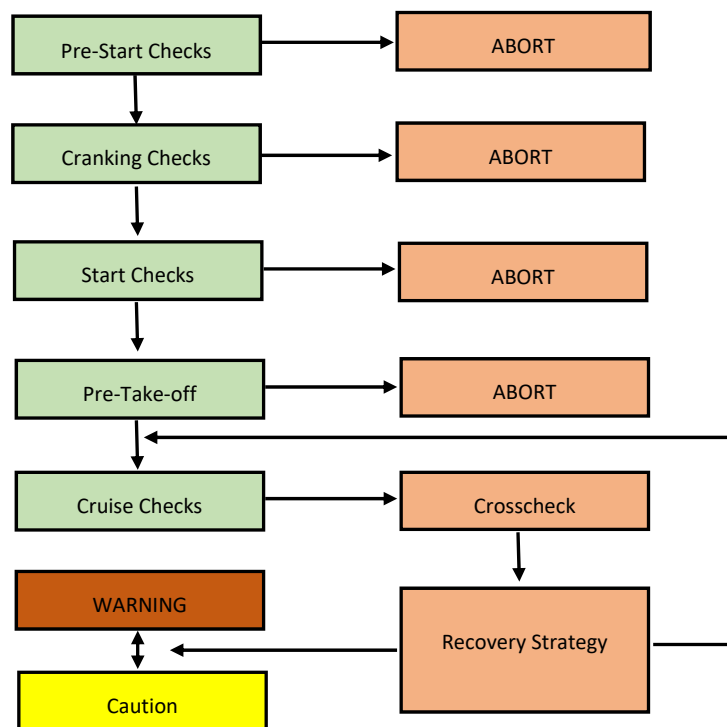 Pre-Start Checks
ABORT
Cranking Checks
ABORT
Start Checks
ABORT
Pre-Take-off
ABORT
Cruise Checks
Crosscheck
WARNING
Recovery Strategy
Caution